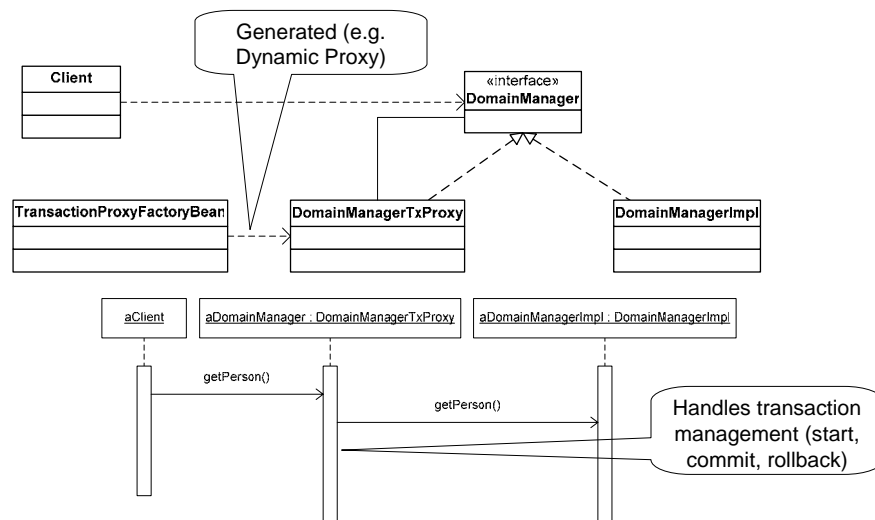 Generated (e.g.
Dynamic Proxy)
Client
«interface»
DomainManager
TransactionProxyFactoryBean
DomainManagerTxProxy
DomainManagerImpl
aClient
aDomainManager : DomainManagerTxProxy
aDomainManagerImpl : DomainManagerImpl
getPerson()
getPerson()
Handles transaction
management (start,
commit, rollback)